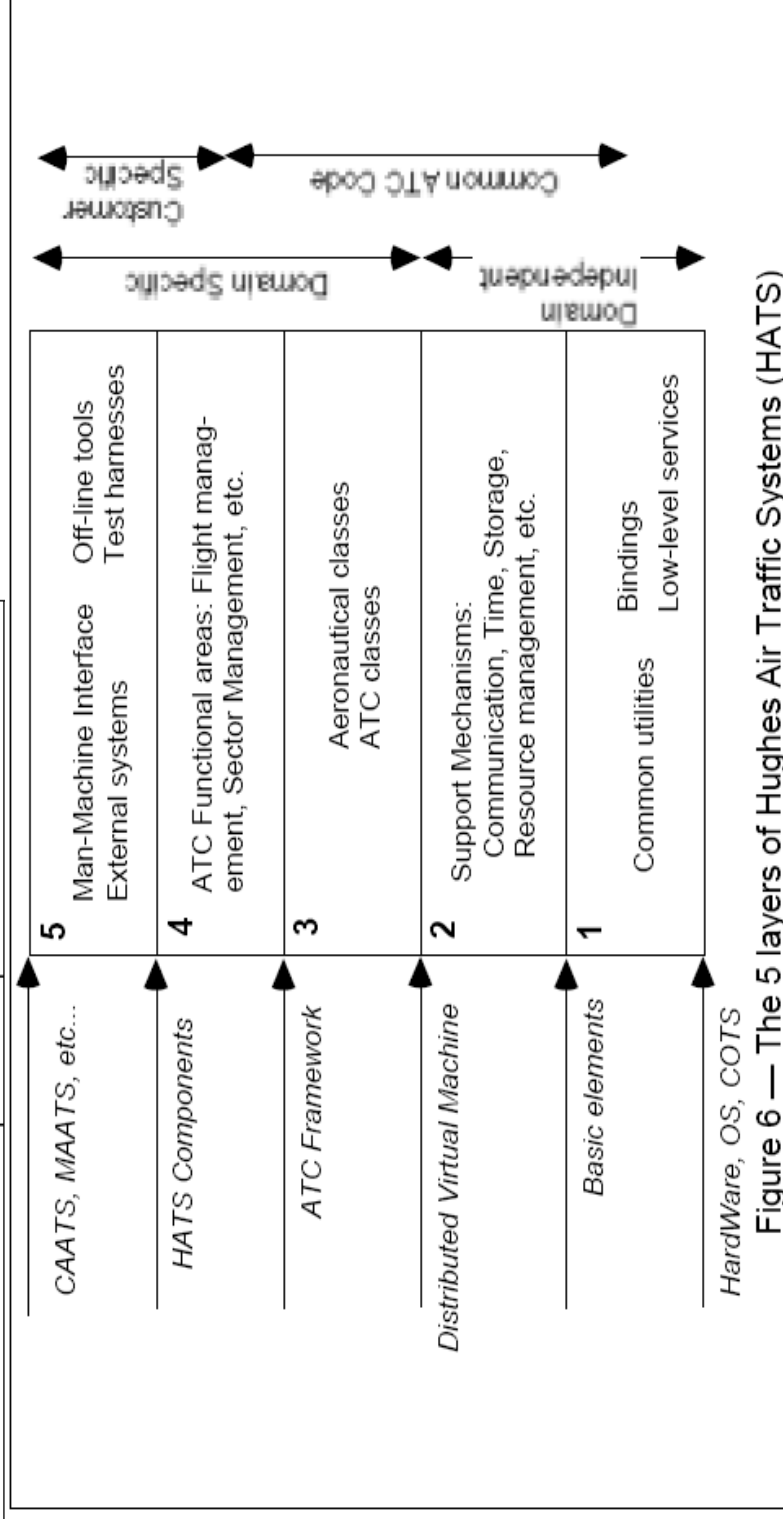 CAATS, MAATS, etc...
5
Man-Machine Interface
External systems
Off-line tools
Test harnesses
HATS Components
4
ATC Functional areas: Flight manag-
ement, Sector Management, etc.
ATC Framework
3
Aeronautical classes
ATC classes
Distributed Virtual Machine
2
Support Mechanisms:
Communication, Time, Storage,
Resource management, etc.
Basic elements
1
Common utilities
Bindings
Low-level services
HardWare, OS, COTS
Domain Specific
Domain
Independent
Customer
Specific
Common ATC Code
Figure 6 — The 5 layers of Hughes Air Traffic Systems (HATS)